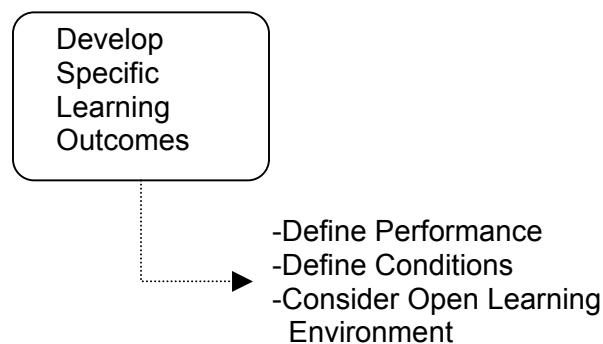 Develop
Specific
Learning
Outcomes
-Define Performance
-Define Conditions
-Consider Open Learning
Environment